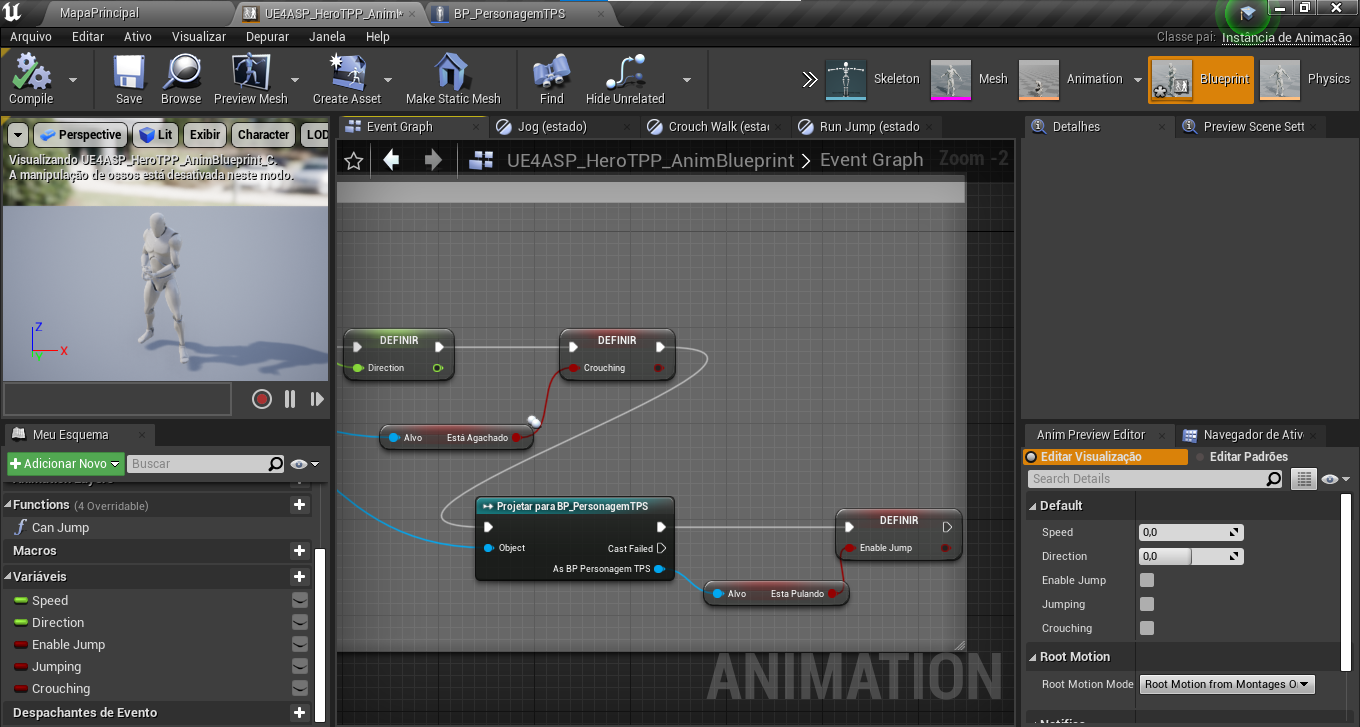 MapaPrincipal
UE4ASP_HeroTPP_AnimI
BP_PersonagemTPS
Arquivo Editar Ativo Visualizar Depurar Janela Help
Classe pai: Instância de Animação
Compile Save Browse Preview Mesh Create Asset Make Static Mesh Find Hide Unrelated
Skeleton Mesh Animation Blueprint Physics
Perspective Lit Exibir Character LOD
Visualizando UE4ASP_HeroTPP_AnimBlueprint_C.
A manipulação de ossos está desativada neste modo.
Z
X
Meu Esquema
Adicionar Novo Buscar
Functions (4 Overridable)
Can Jump
Macros
Variáveis
Speed
Direction
Enable Jump
Jumping
Crouching
Despachantes de Evento
Event Graph Jog (estado) Crouch Walk (estad Run Jump (estado
UE4ASP_HeroTPP_AnimBlueprint > Event Graph Zoom -2
DEFINIR
Direction
DEFINIR
Crouching
Alvo Está Agachado
Projetar para BP_PersonagemTPS
Object Cast Failed
As BP Personagem TPS
DEFINIR
Enable Jump
Alvo Esta Pulando
ANIMATION
Detalhes Preview Scene Sett
Anim Preview Editor Navegador de Ativ
Editar Visualização Editar Padrões
Search Details
Default
Speed 0,0
Direction 0,0
Enable Jump
Jumping
Crouching
Root Motion
Root Motion Mode Root Motion from Montages O